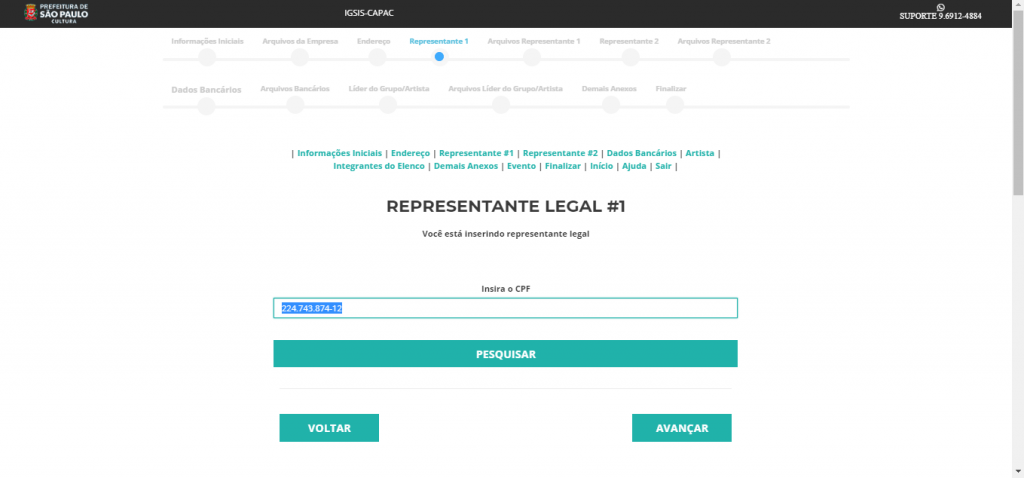 PREFEITURA DE
SÃO PAULO
CULTURA
IGSIS-CAPAC
SUPORTE 9.6912-4884
Informações Iniciais Arquivos da Empresa Endereço Representante 1 Arquivos Representante 1 Representante 2 Arquivos Representante 2
Dados Bancários Arquivos Bancários Líder do Grupo/Artista Arquivos Líder do Grupo/Artista Demais Anexos Finalizar
| Informações Iniciais | Endereço | Representante #1 | Representante #2 | Dados Bancários | Artista |
Integrantes do Elenco | Demais Anexos | Evento | Finalizar | Início | Ajuda | Sair |
REPRESENTANTE LEGAL #1
Você está inserindo representante legal
Insira o CPF
224.743.874-12
PESQUISAR
VOLTAR AVANÇAR